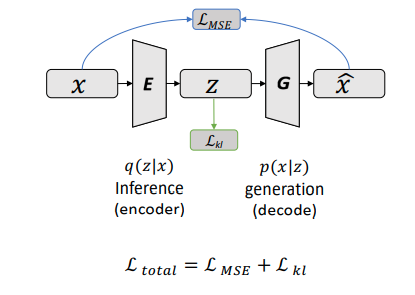 ℒ_MSE
x E z G x̂
ℒ_kl
q(z|x) p(x|z)
Inference generation
(encoder) (decode)
ℒ_total = ℒ_MSE + ℒ_kl